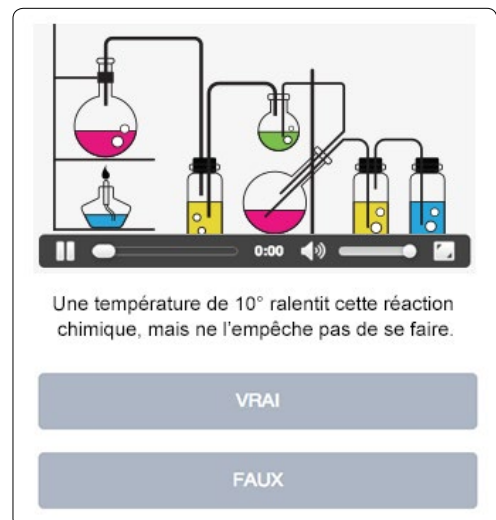 0:00
Une température de 10° ralentit cette réaction
chimique, mais ne l'empêche pas de se faire.
VRAI
FAUX